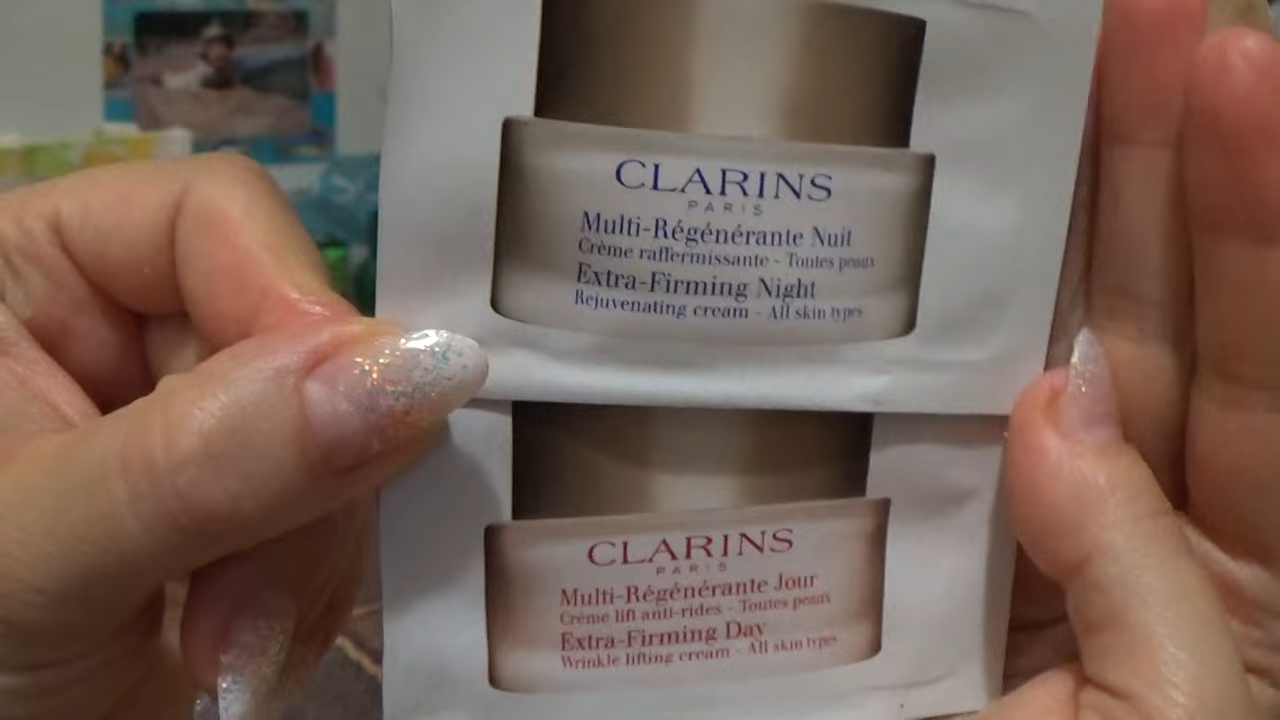 CLARINS
PARIS
Multi-Régénérante Nuit
Crème raffermissante - Toutes peaux
Extra-Firming Night
Rejuvenating cream - All skin types
CLARINS
PARIS
Multi-Régénérante Jour
Crème lift anti-rides - Toutes peaux
Extra-Firming Day
Wrinkle lifting cream - All skin types